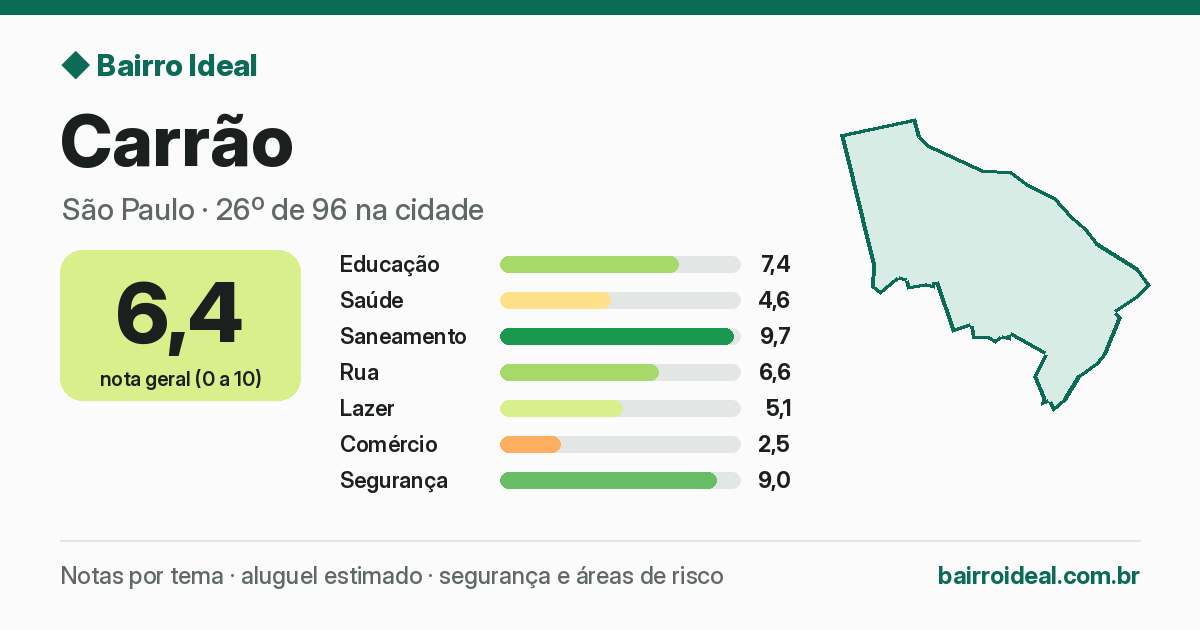 Bairro Ideal
Carrão
São Paulo · 26º de 96 na cidade
6,4
nota geral (0 a 10)
Educação 7,4
Saúde 4,6
Saneamento 9,7
Rua 6,6
Lazer 5,1
Comércio 2,5
Segurança 9,0
Notas por tema · aluguel estimado · segurança e áreas de risco
bairroideal.com.br